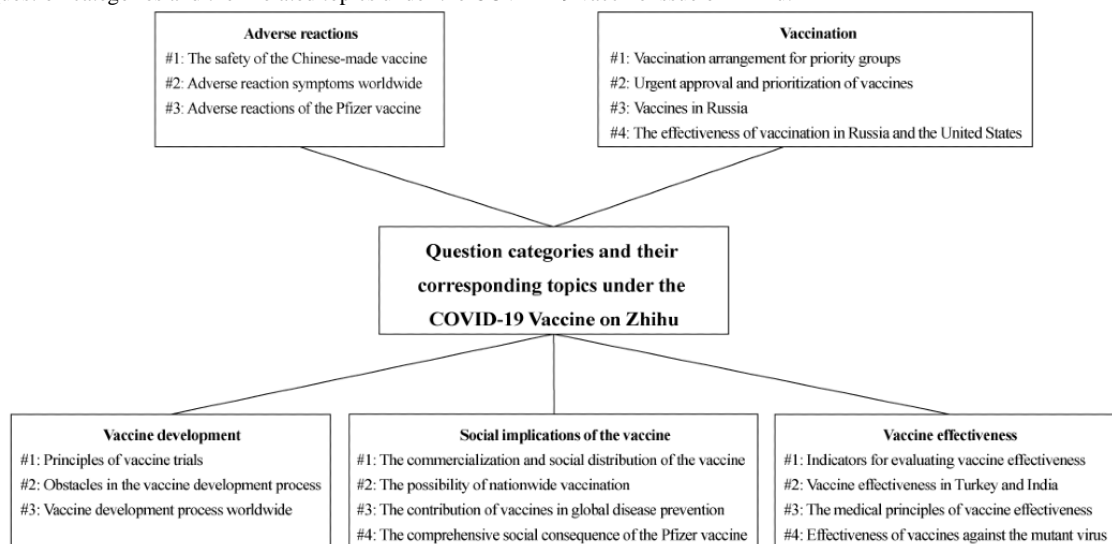 categories and their related topics under the
Adverse reactions
#1: The safety of the Chinese-made vaccine
#2: Adverse reaction symptoms worldwide
#3: Adverse reactions of the Pfizer vaccine
Vaccination
#1: Vaccination arrangement for priority groups
#2: Urgent approval and prioritization of vaccines
#3: Vaccines in Russia
#4: The effectiveness of vaccination in Russia and the United States
Question categories and their
corresponding topics under the
COVID-19 Vaccine on Zhihu
Vaccine development
#1: Principles of vaccine trials
#2: Obstacles in the vaccine development process
#3: Vaccine development process worldwide
Social implications of the vaccine
#1: The commercialization and social distribution of the vaccine
#2: The possibility of nationwide vaccination
#3: The contribution of vaccines in global disease prevention
#4: The comprehensive social consequence of the Pfizer vaccine
Vaccine effectiveness
#1: Indicators for evaluating vaccine effectiveness
#2: Vaccine effectiveness in Turkey and India
#3: The medical principles of vaccine effectiveness
#4: Effectiveness of vaccines against the mutant virus